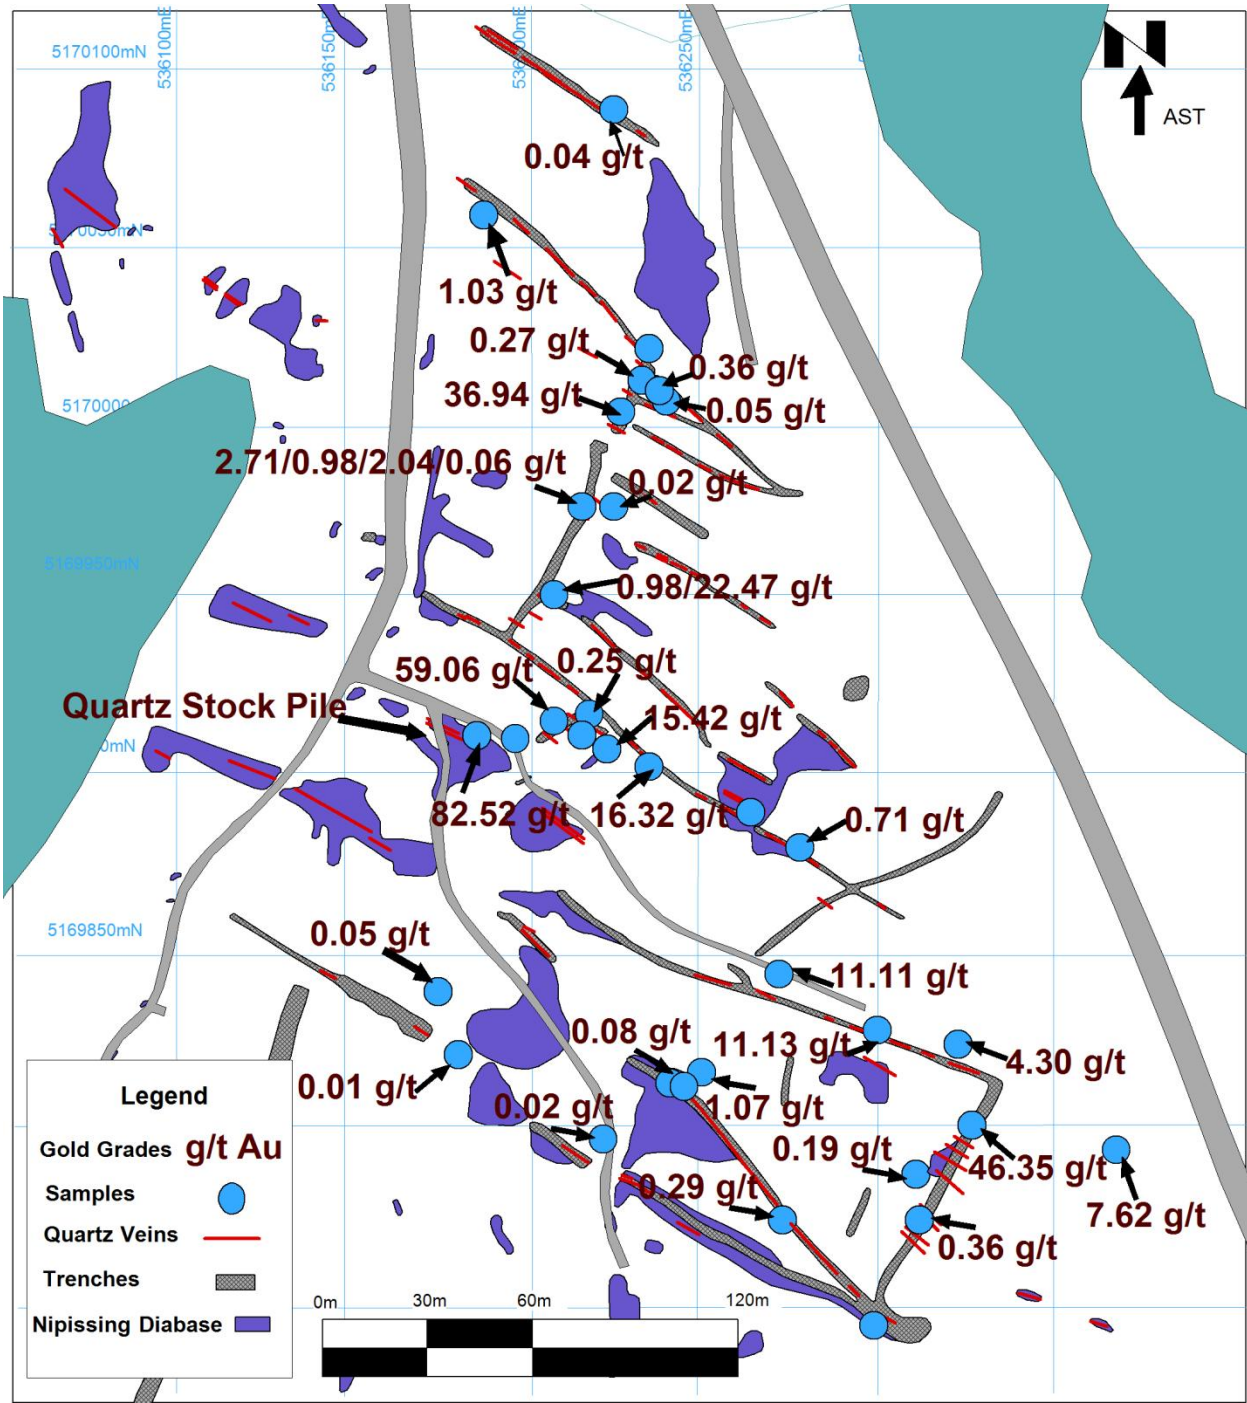 5170100mN
536100mE
536150mE
536250mE
N
AST
0.04 g/t
1.03 g/t
0.27 g/t
0.36 g/t
36.94 g/t
0.05 g/t
2.71/0.98/2.04/0.06 g/t
0.02 g/t
5169950mN
0.98/22.47 g/t
59.06 g/t
0.25 g/t
Quartz Stock Pile
15.42 g/t
82.52 g/t
16.32 g/t
0.71 g/t
5169850mN
0.05 g/t
11.11 g/t
0.08 g/t
11.13 g/t
4.30 g/t
0.01 g/t
0.02 g/t
1.07 g/t
0.19 g/t
46.35 g/t
0.29 g/t
7.62 g/t
0.36 g/t
Legend
Gold Grades g/t Au
Samples
Quartz Veins
Trenches
Nipissing Diabase
0m 30m 60m 120m